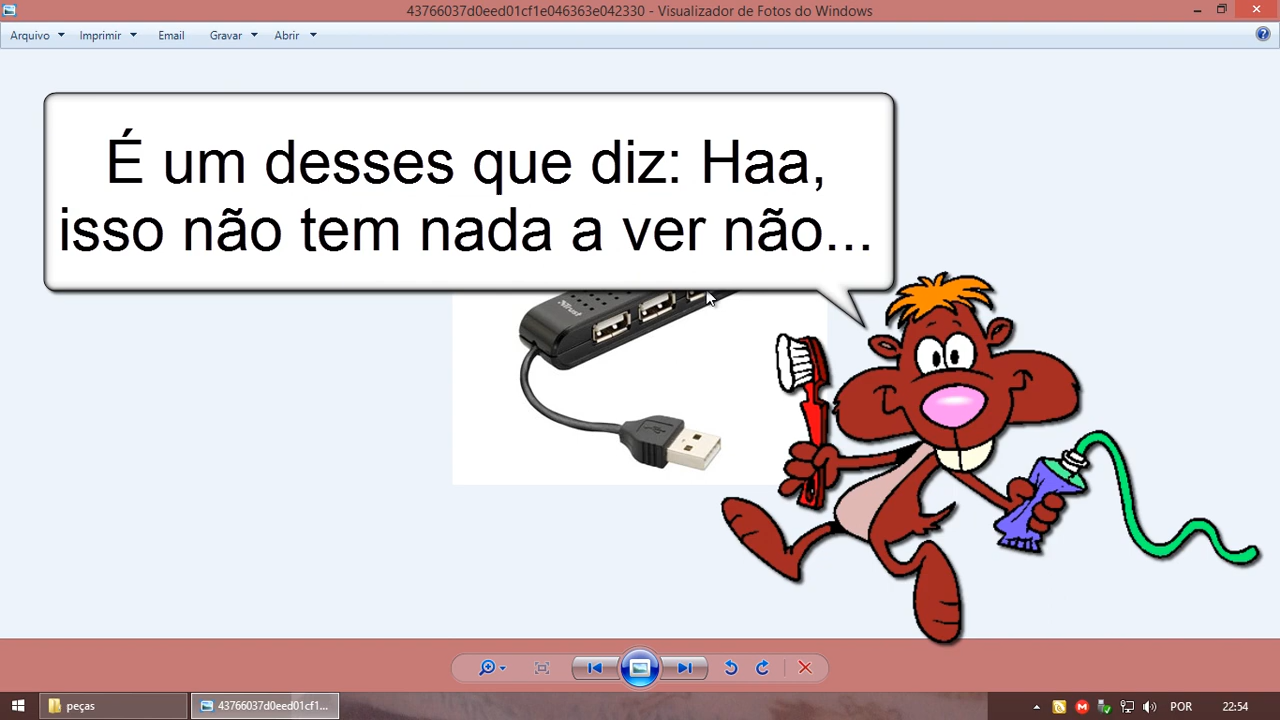 43766037d0eed01cf1e046363e042330 - Visualizador de Fotos do Windows
Arquivo Imprimir Email Gravar Abrir
É um desses que diz: Haa,
isso não tem nada a ver não...
Trust
peças 43766037d0eed01cf1... POR 22:54